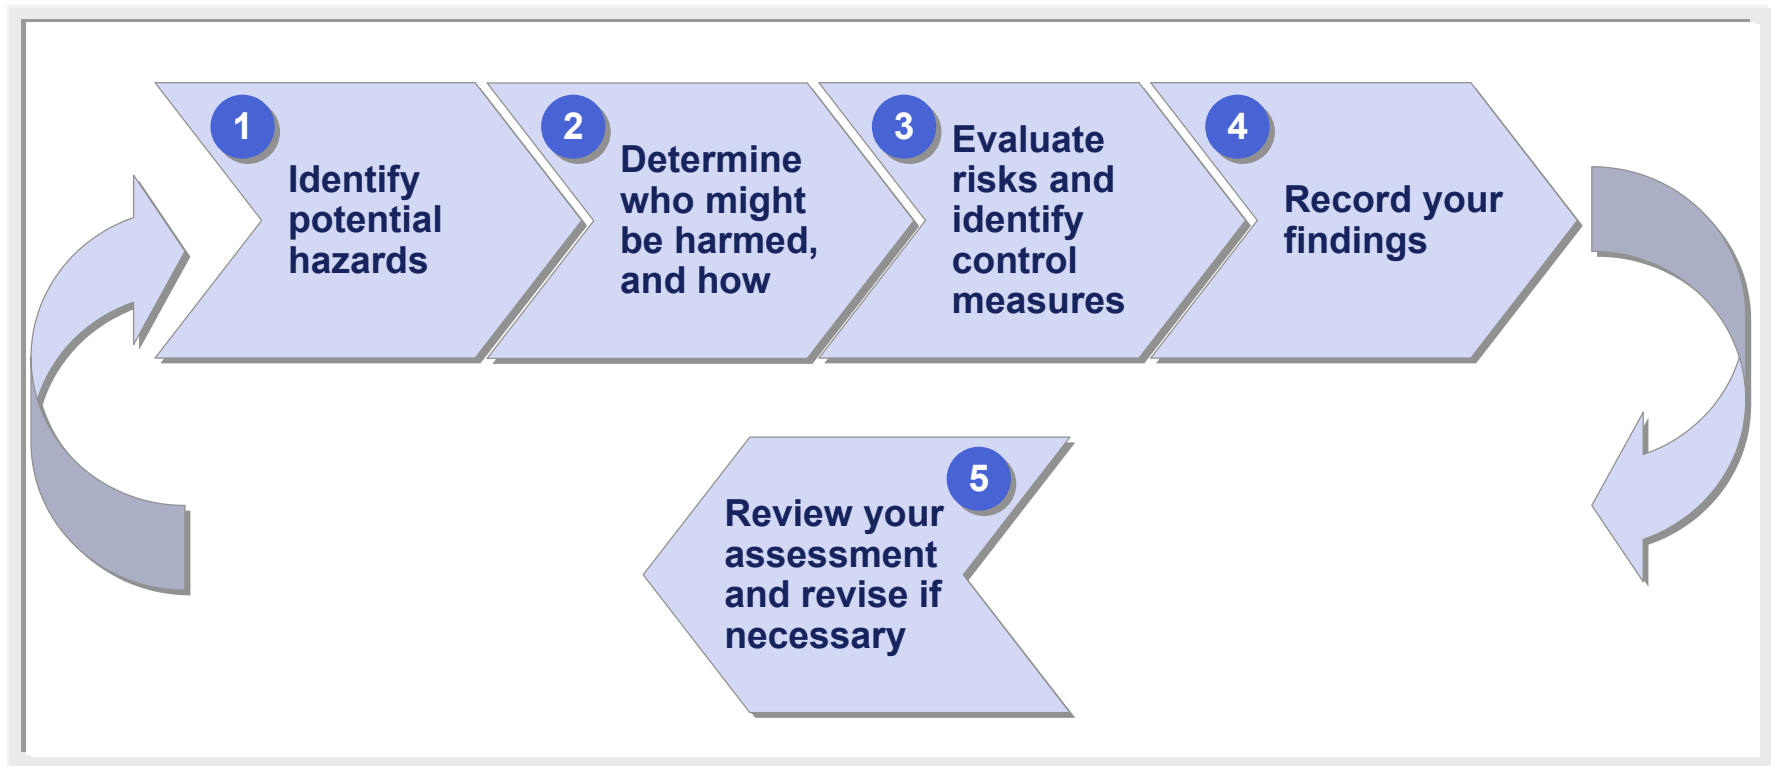 1
Identify
potential
hazards
2
Determine
who might
be harmed,
and how
3
Evaluate
risks and
identify
control
measures
4
Record your
findings
5
Review your
assessment
and revise if
necessary